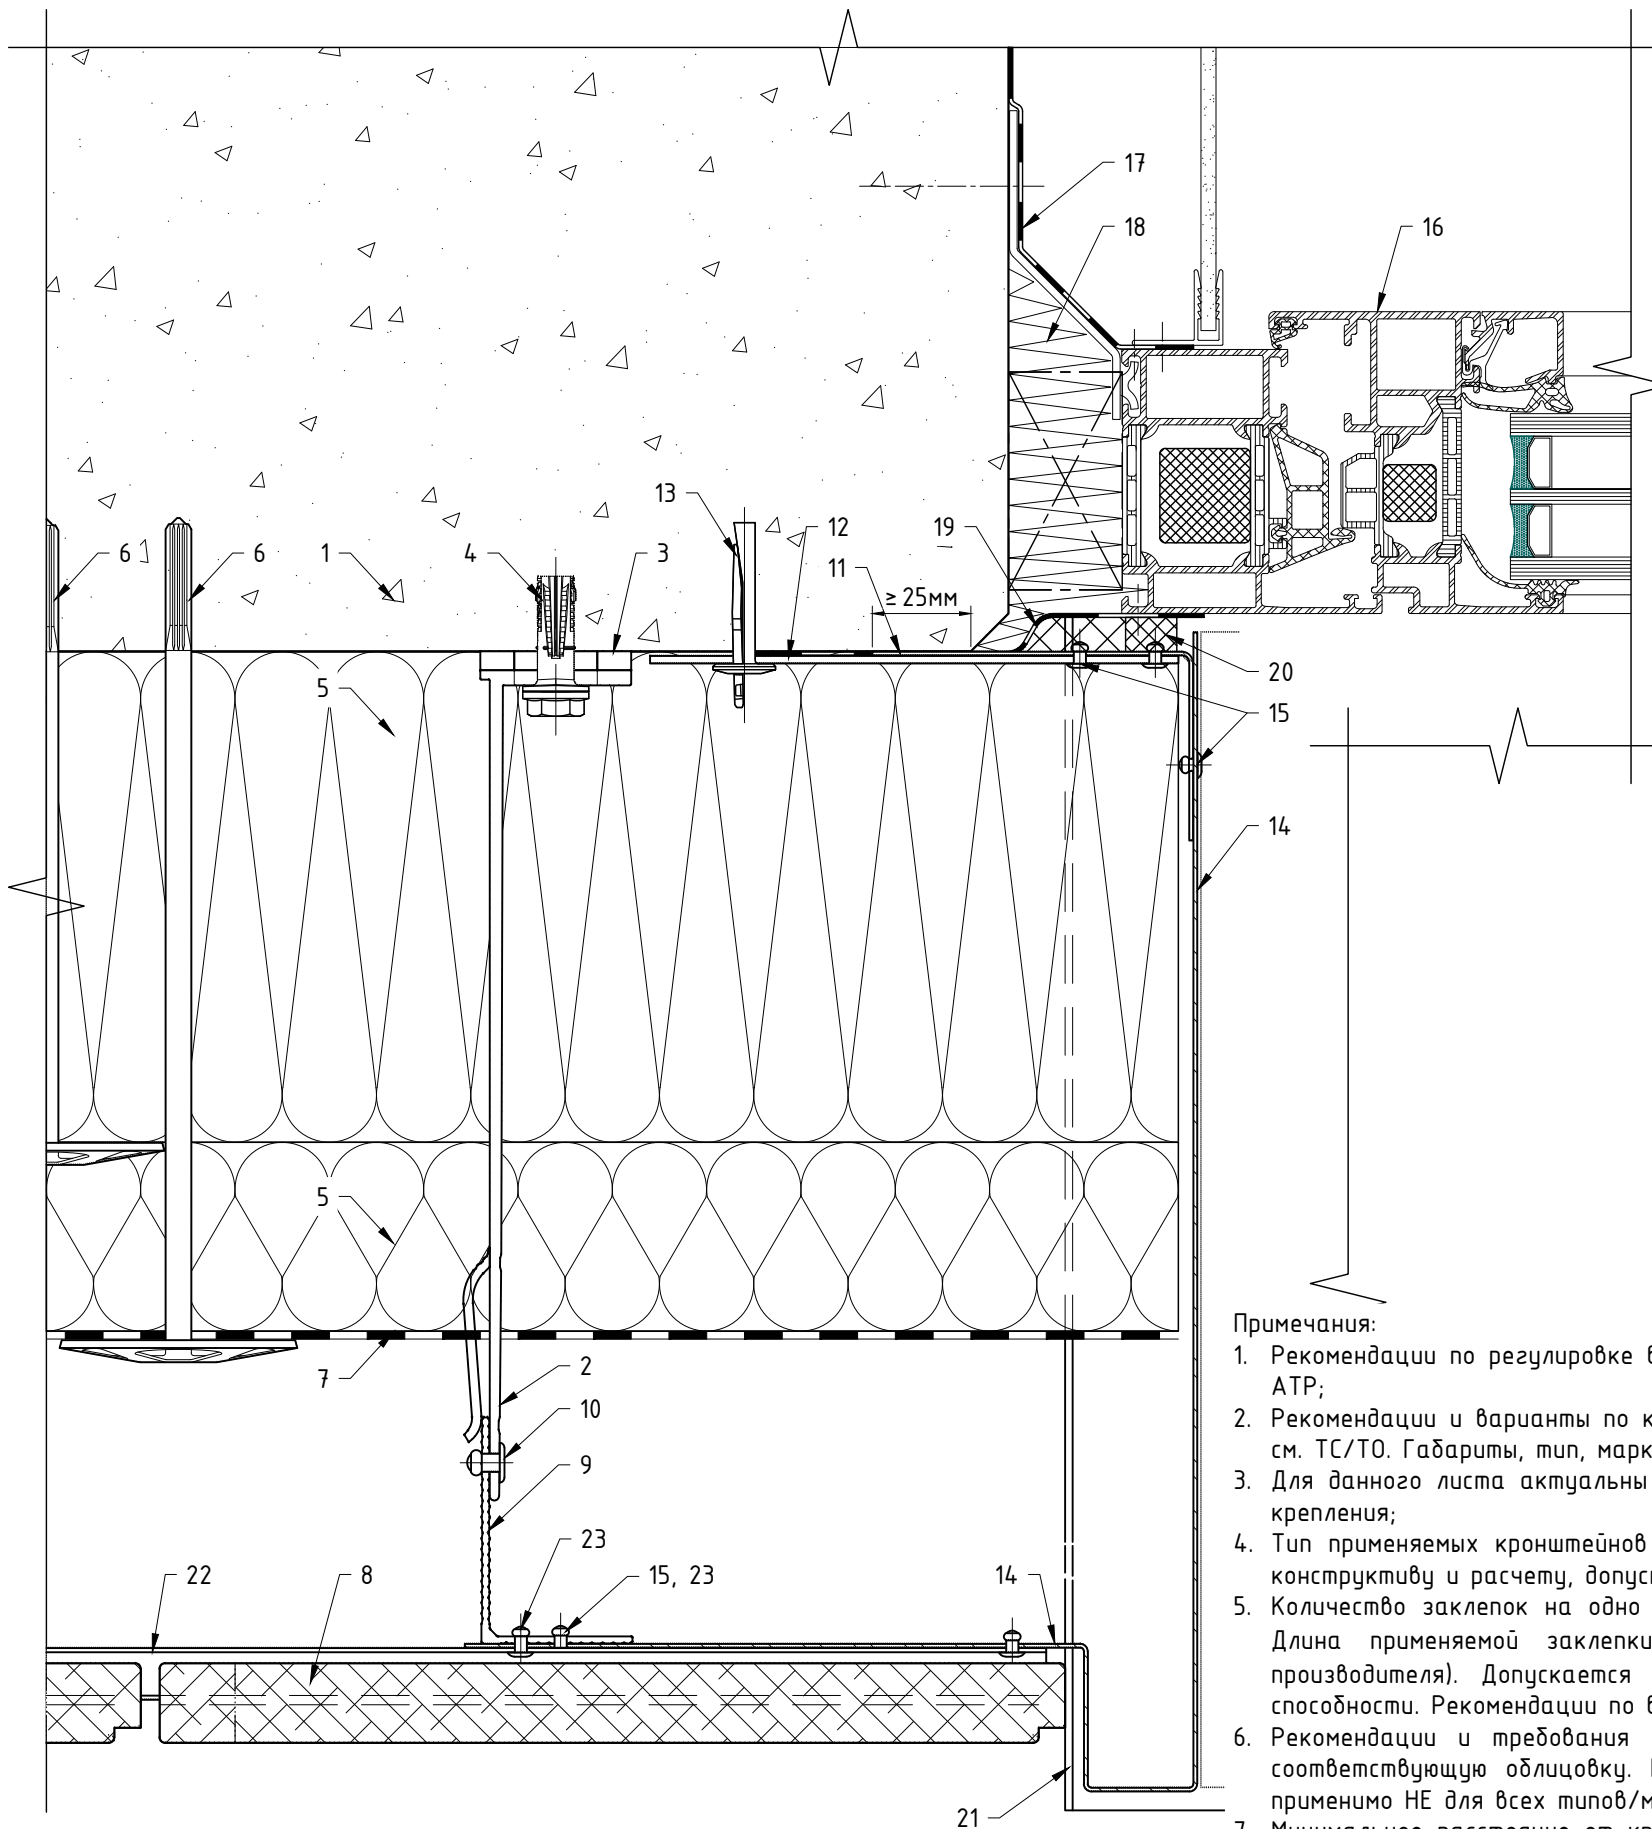 17
18
16
13
12
19
6
6
1
4
3
11
≥ 25мм
5
20
15
14
5
7
2
10
9
23
22
8
15, 23
14
21
Примечания:
1. Рекомендации по регулировке
АТР;
2. Рекомендации и варианты по
см. ТС/ТО. Габариты, тип,
3. Для данного листа актуальны
крепления;
4. Тип применяемых кронштейнов
конструктиву и расчету,
5. Количество заклепок на одно
Длина применяемой заклепки
производителя). Допускается
способности. Рекомендации по
6. Рекомендации и требования
соответствующую облицовку.
применимо НЕ для всех
7. Минимальное расстояние от